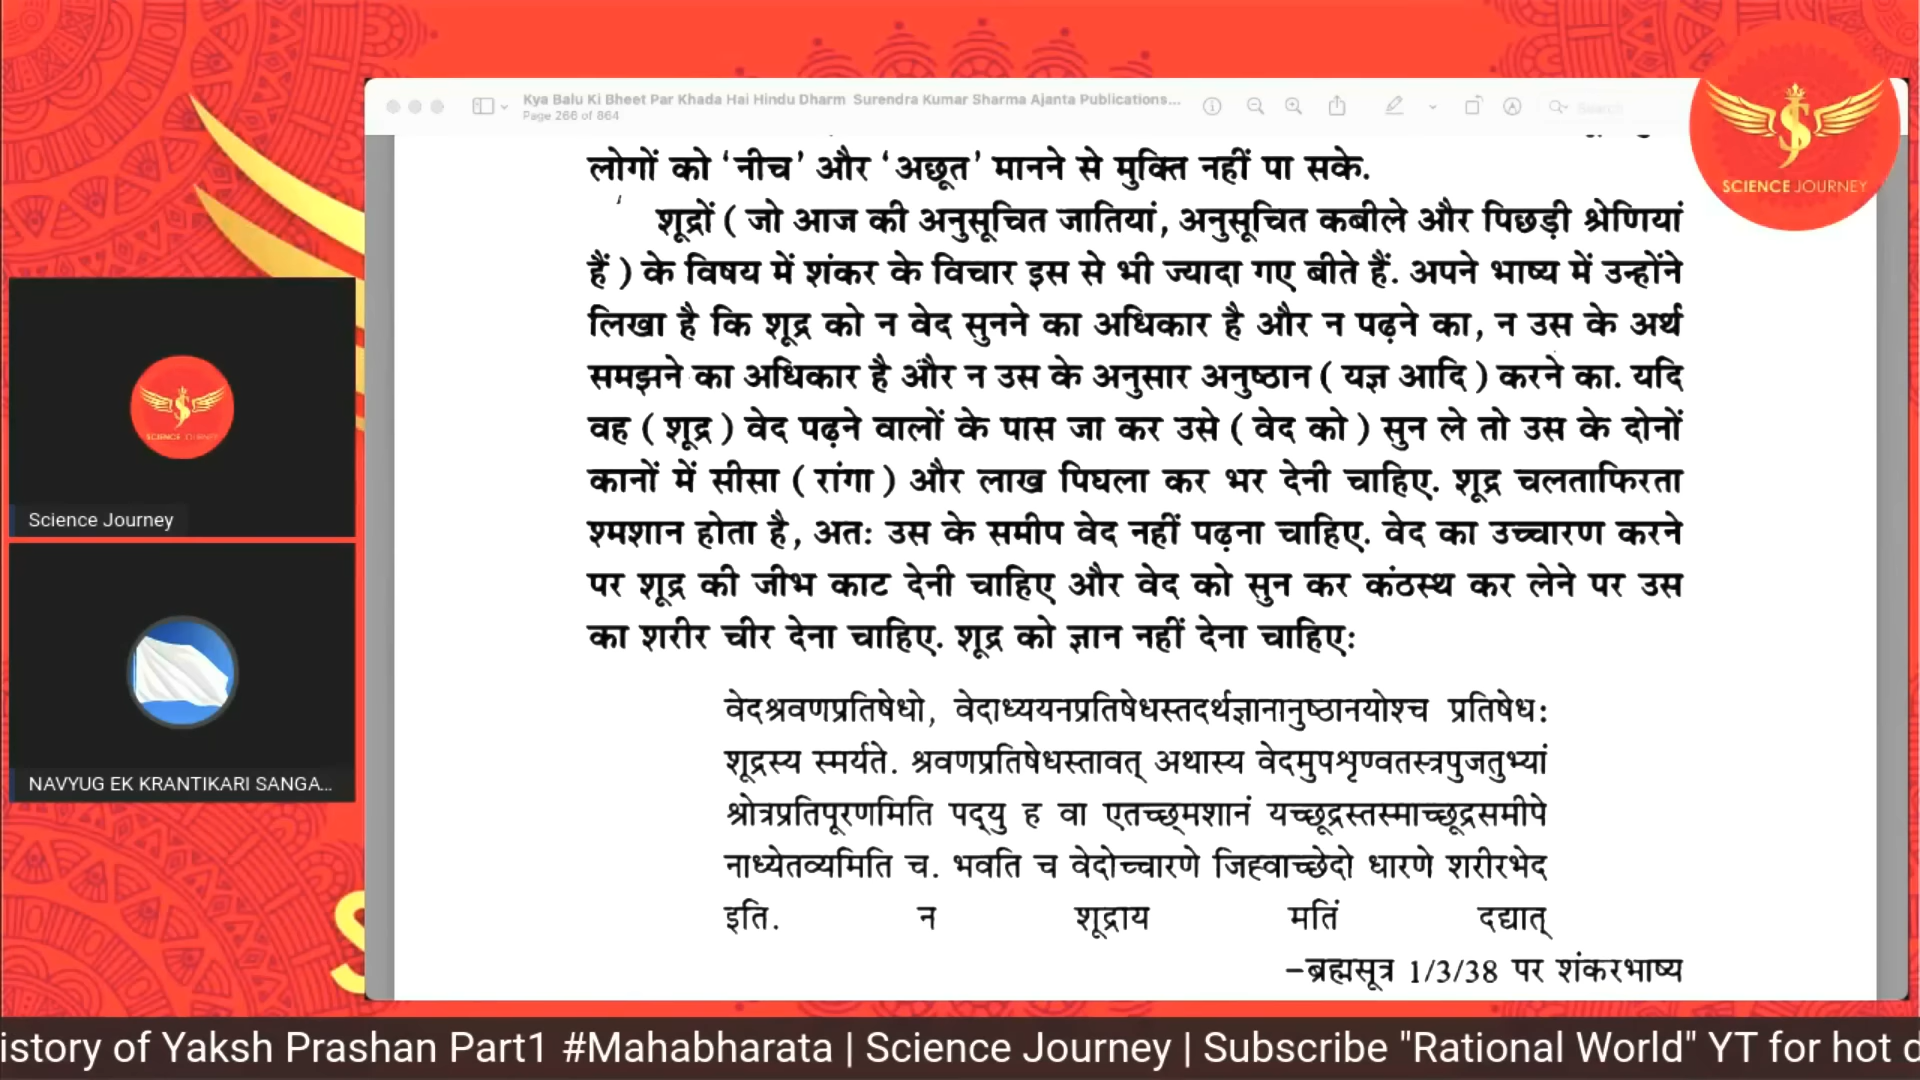 Kya Balu Ki Bheet Par Khada Hai Hindu Dharm Surendra Kumar Sharma Ajanta Publications...
Page 266 of 864
Search
SCIENCE JOURNEY
लोगों को ‘नीच’ और ‘अछूत’ मानने से मुक्ति नहीं पा सके.
शूद्रों ( जो आज की अनुसूचित जातियां, अनुसूचित कबीले और पिछड़ी श्रेणियां
हैं ) के विषय में शंकर के विचार इस से भी ज्यादा गए बीते हैं. अपने भाष्य में उन्होंने
लिखा है कि शूद्र को न वेद सुनने का अधिकार है और न पढ़ने का, न उस के अर्थ
समझने का अधिकार है और न उस के अनुसार अनुष्ठान ( यज्ञ आदि ) करने का. यदि
वह ( शूद्र ) वेद पढ़ने वालों के पास जा कर उसे ( वेद को ) सुन ले तो उस के दोनों
कानों में सीसा ( रांगा ) और लाख पिघला कर भर देनी चाहिए. शूद्र चलताफिरता
श्मशान होता है, अतः उस के समीप वेद नहीं पढ़ना चाहिए. वेद का उच्चारण करने
पर शूद्र की जीभ काट देनी चाहिए और वेद को सुन कर कंठस्थ कर लेने पर उस
का शरीर चीर देना चाहिए. शूद्र को ज्ञान नहीं देना चाहिए:
वेदश्रवणप्रतिषेधो, वेदाध्ययनप्रतिषेधस्तदर्थज्ञानानुष्ठानयोश्च प्रतिषेध:
शूद्रस्य स्मर्यते. श्रवणप्रतिषेधस्तावत् अथास्य वेदमुपशृण्वतस्त्रपुजतुभ्यां
श्रोत्रप्रतिपूरणमिति पद्यु ह वा एतच्छ्मशानं यच्छूद्रस्तस्माच्छूद्रसमीपे
नाध्येतव्यमिति च. भवति च वेदोच्चारणे जिह्वाच्छेदो धारणे शरीरभेद
इति. न शूद्राय मतिं दद्यात्
–ब्रह्मसूत्र 1/3/38 पर शंकरभाष्य
SCIENCE JOURNEY
Science Journey
NAVYUG EK KRANTIKARI SANGA...
S
istory of Yaksh Prashan Part1 #Mahabharata | Science Journey | Subscribe "Rational World" YT for hot d